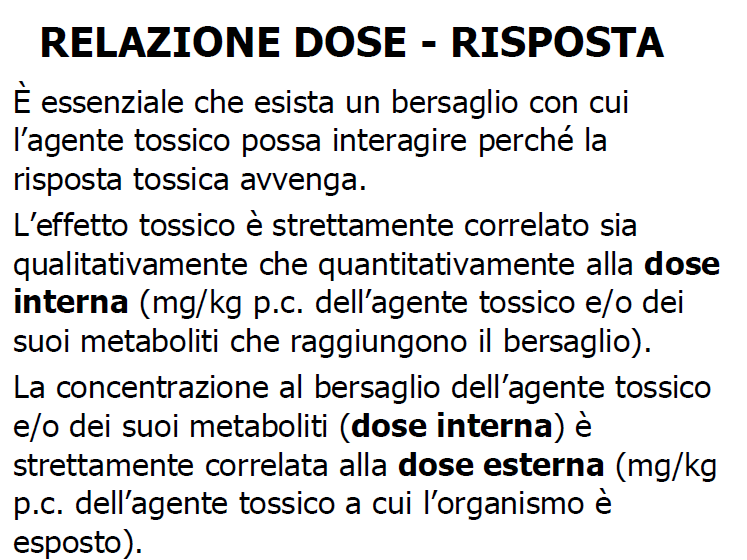 RELAZIONE DOSE - RISPOSTA
È essenziale che esista un bersaglio con cui
l’agente tossico possa interagire perché la
risposta tossica avvenga.
L’effetto tossico è strettamente correlato sia
qualitativamente che quantitativamente alla dose
interna (mg/kg p.c. dell’agente tossico e/o dei
suoi metaboliti che raggiungono il bersaglio).
La concentrazione al bersaglio dell’agente tossico
e/o dei suoi metaboliti (dose interna) è
strettamente correlata alla dose esterna (mg/kg
p.c. dell’agente tossico a cui l’organismo è
esposto).